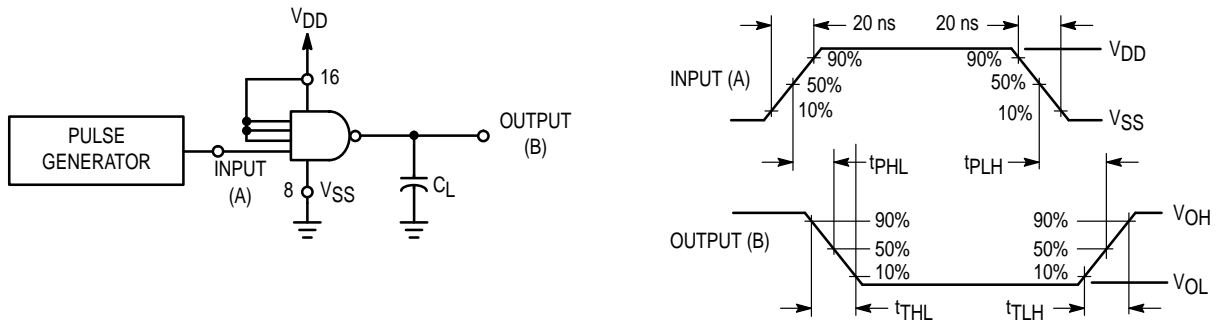 VDD
16
PULSE
GENERATOR
INPUT
(A)
8
VSS
CL
OUTPUT
(B)
20 ns
20 ns
INPUT (A)
90%
50%
10%
90%
50%
10%
VDD
VSS
tPHL
tPLH
OUTPUT (B)
90%
50%
10%
90%
50%
10%
VOH
VOL
tTHL
tTLH